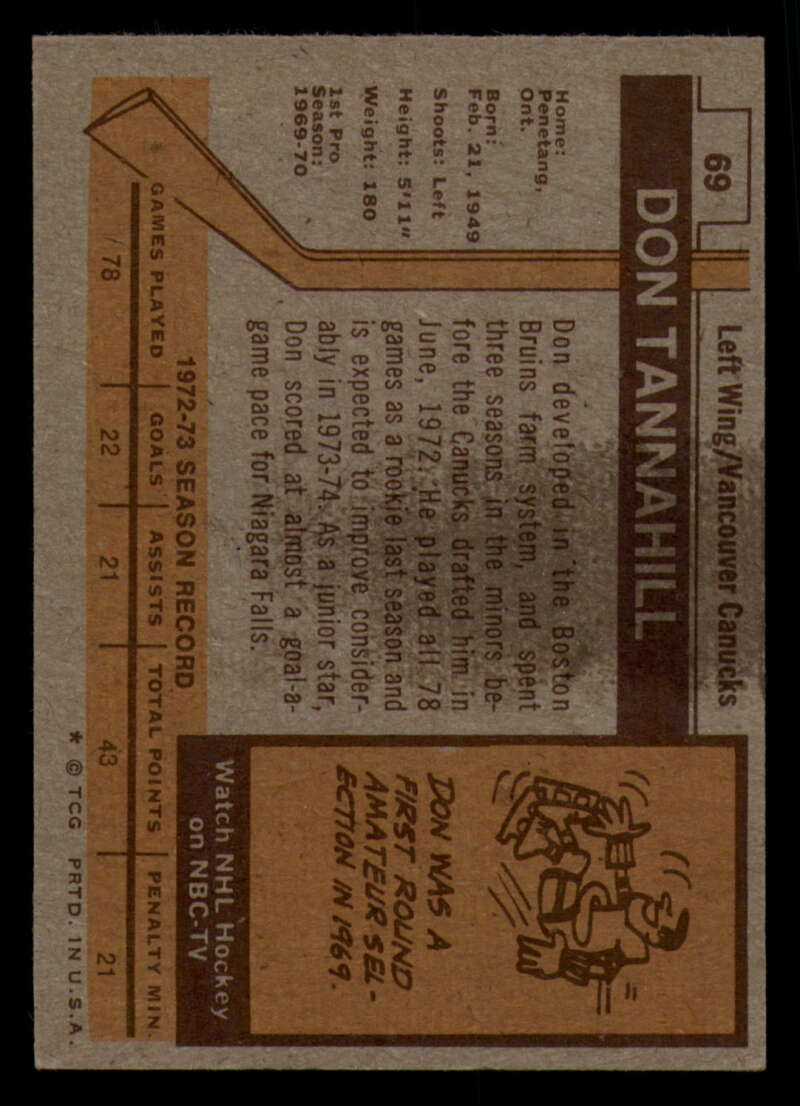 69
Left Wing/Vancouver Canucks
DON TANNAHILL
Home:
Penetang,
Ont.
Born:
Feb. 21, 1949
Shoots: Left
Height: 5'11"
Weight: 180
1st Pro
Season:
1969-70
Don developed in the Boston
Bruins farm system, and spent
three seasons in the minors be-
fore the Canucks drafted him in
June, 1972. He played all 78
games as a rookie last season and
is expected to improve consider-
ably in 1973-74. As a junior star,
Don scored at almost a goal-a-
game pace for Niagara Falls.
DON WAS A
FIRST ROUND
AMATEUR SEL-
ECTION IN 1969.
Watch NHL Hockey
on NBC-TV
1972-73 SEASON RECORD
GAMES PLAYED GOALS ASSISTS TOTAL POINTS PENALTY MIN.
78 22 21 43 21
* © TCG PRTD. IN U.S.A.